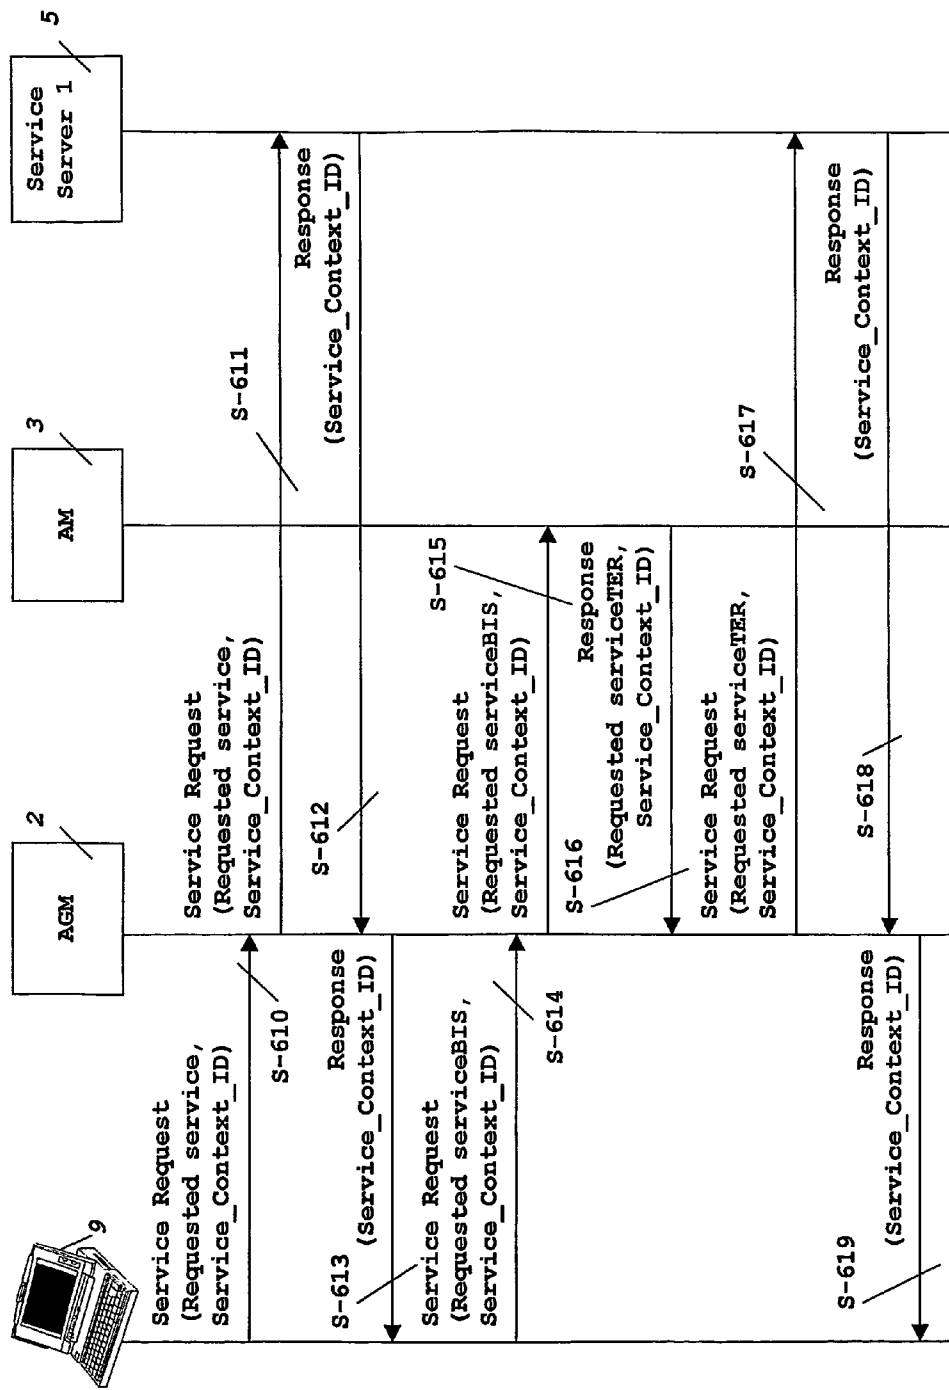 9
AGM
2
AM
3
Service
Server 1
5
Service Request
(Requested service,
Service_Context_ID)
S-610
Service Request
(Requested service,
Service_Context_ID)
S-611
Response
(Service_Context_ID)
S-612
Response
(Service_Context_ID)
S-613
Service Request
(Requested serviceBIS,
Service_Context_ID)
S-614
Service Request
(Requested serviceBIS,
Service_Context_ID)
S-615
Response
(Requested serviceTER,
Service_Context_ID)
S-616
Service Request
(Requested serviceTER,
Service_Context_ID)
S-617
Response
(Service_Context_ID)
S-618
Response
(Service_Context_ID)
S-619